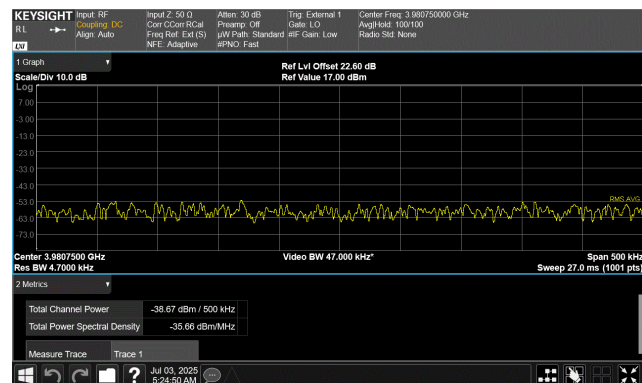 KEYSIGHT
RL
LXI
Input: RF
Coupling: DC
Align: Auto
Input Z: 50 Ω
Corr CCorr RCal
Freq Ref: Ext (S)
NFE: Adaptive
Atten: 30 dB
Preamp: Off
µW Path: Standard
#PNO: Fast
Trig: External 1
Gate: LO
#IF Gain: Low
Center Freq: 3.980750000 GHz
Avg|Hold: 100/100
Radio Std: None
1 Graph
Scale/Div 10.0 dB
Ref Lvl Offset 22.60 dB
Ref Value 17.00 dBm
Log
7.00
-3.00
-13.0
-23.0
-33.0
-43.0
-53.0
-63.0
-73.0
RMS AVG
Center 3.9807500 GHz
Res BW 4.7000 kHz
Video BW 47.000 kHz*
Span 500 kHz
Sweep 27.0 ms (1001 pts)
2 Metrics
Total Channel Power -38.67 dBm / 500 kHz
Total Power Spectral Density -35.66 dBm/MHz
Measure Trace Trace 1
?
Jul 03, 2025
5:24:50 AM